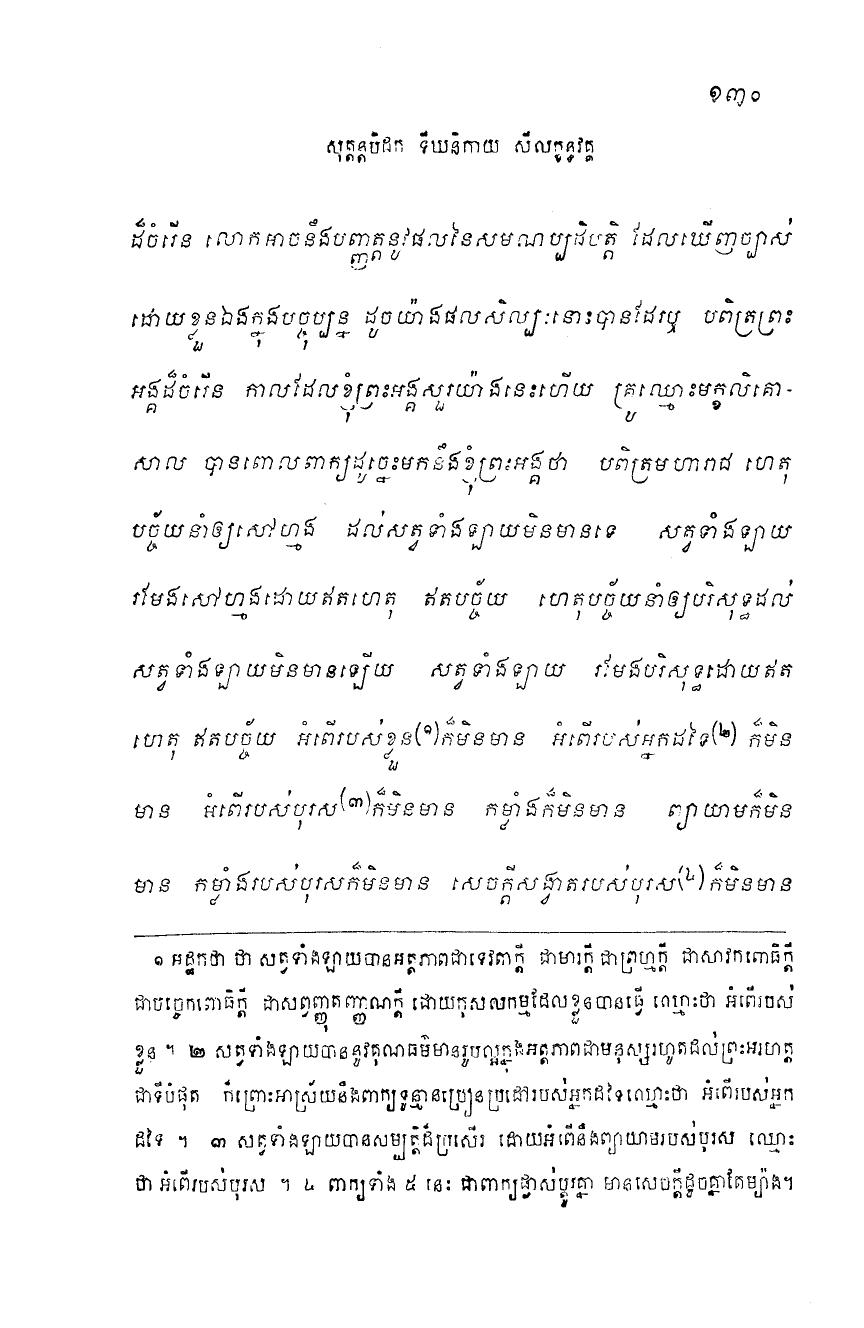 ១៣០
សុត្តន្តបិដក ទីឃនិកាយ សីលក្ខន្ធវគ្គ
ដ៏ចំរើន លោកអាចនឹងបញ្ញត្តនូវផលនៃសមណប្បដិបត្តិ ដែលឃើញច្បាស់
ដោយខ្លួនឯងក្នុងបច្ចុប្បន្ន ដូចយ៉ាងផលសិល្បៈនោះបានដែរឬ បពិត្រព្រះ
អង្គដ៏ចំរើន កាលដែលខ្ញុំព្រះអង្គសួរយ៉ាងនេះហើយ គ្រូឈ្មោះមក្ខលិគោ-
សាល បានពោលពាក្យដូច្នេះមកនឹងខ្ញុំព្រះអង្គថា បពិត្រមហារាជ ហេតុ
បច្ច័យនាំឲ្យសៅហ្មង ដល់សត្វទាំងឡាយមិនមានទេ សត្វទាំងឡាយ
រមែងសៅហ្មងដោយឥតហេតុ ឥតបច្ច័យ ហេតុបច្ច័យនាំឲ្យបរិសុទ្ធដល់
សត្វទាំងឡាយមិនមានឡើយ សត្វទាំងឡាយ រមែងបរិសុទ្ធដោយឥត
ហេតុ ឥតបច្ច័យ អំពើរបស់ខ្លួន(១)ក៏មិនមាន អំពើរបស់អ្នកដទៃ(២) ក៏មិន
មាន អំពើរបស់បុរស(៣)ក៏មិនមាន កម្លាំងក៏មិនមាន ព្យាយាមក៏មិន
មាន កម្លាំងរបស់បុរសក៏មិនមាន សេចក្តីសង្វាតរបស់បុរស(៤)ក៏មិនមាន
១ អដ្ឋកថា ថា សត្វទាំងឡាយបានអត្តភាពជាទេវតាក្តី ជាមារក្តី ជាព្រហ្មក្តី ជាសាវកពោធិក្តី
ជាបច្ចេកពោធិក្តី ជាសព្វញ្ញុតញ្ញាណក្តី ដោយកុសលកម្មដែលខ្លួនបានធ្វើ ឈ្មោះថា អំពើរបស់
ខ្លួន ។ ២ សត្វទាំងឡាយបាននូវគុណធម៌មានរូបល្អក្នុងអត្តភាពជាមនុស្សរហូតដល់ព្រះអរហត្ត
ជាទីបំផុត ក៏ព្រោះអាស្រ័យនឹងពាក្យទូន្មានប្រៀនប្រដៅរបស់អ្នកដទៃឈ្មោះថា អំពើរបស់អ្នក
ដទៃ ។ ៣ សត្វទាំងឡាយបានសម្បត្តិដ៏ប្រសើរ ដោយអំពើនឹងព្យាយាមរបស់បុរស ឈ្មោះ
ថា អំពើរបស់បុរស ។ ៤ ពាក្យទាំង ៥ នេះ ជាពាក្យផ្លាស់ប្តូរគ្នា មានសេចក្តីដូចគ្នាតែម្យ៉ាង។